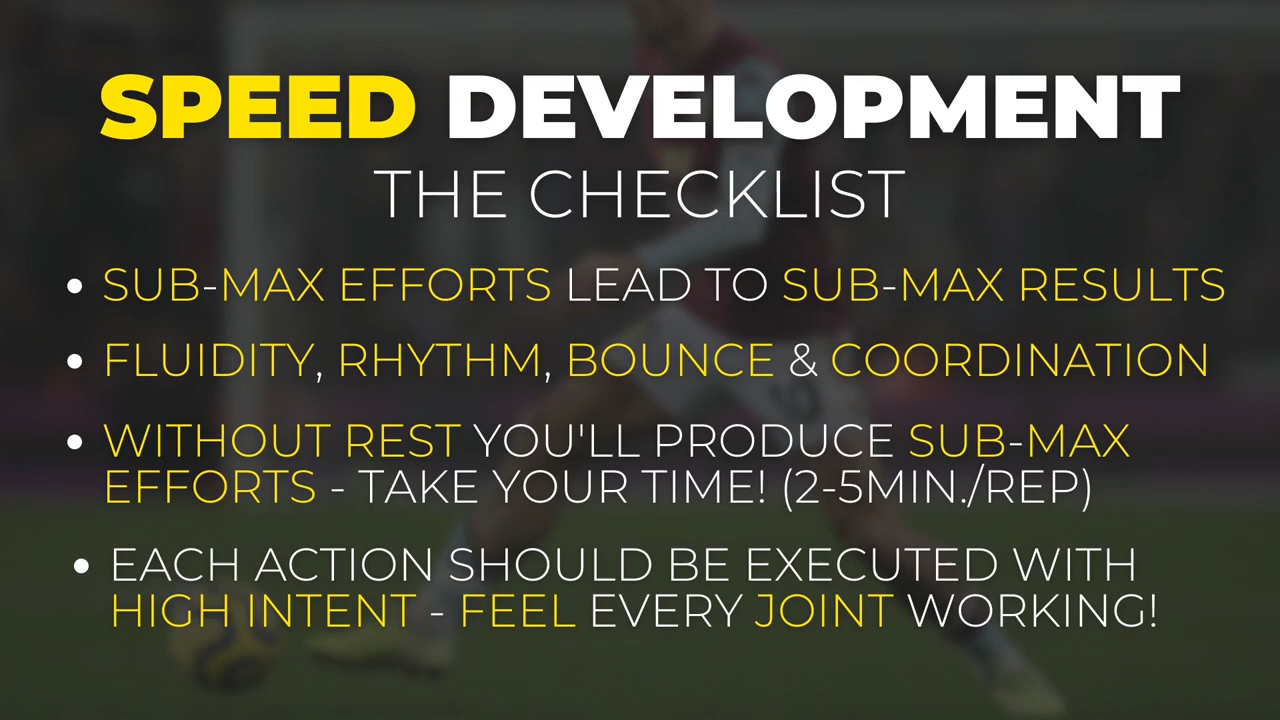 SPEED DEVELOPMENT
THE CHECKLIST
• SUB-MAX EFFORTS LEAD TO SUB-MAX RESULTS
• FLUIDITY, RHYTHM, BOUNCE & COORDINATION
• WITHOUT REST YOU'LL PRODUCE SUB-MAX
EFFORTS - TAKE YOUR TIME! (2-5MIN./REP)
• EACH ACTION SHOULD BE EXECUTED WITH
HIGH INTENT - FEEL EVERY JOINT WORKING!